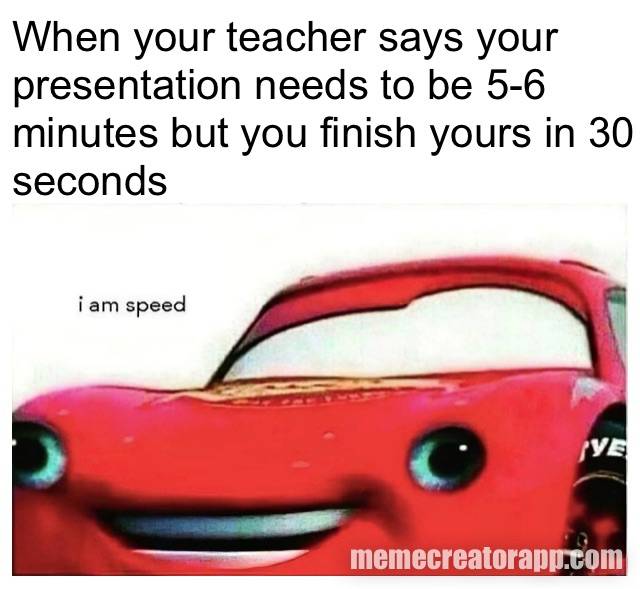 When your teacher says your
presentation needs to be 5-6
minutes but you finish yours in 30
seconds
i am speed
YE
memecreatorapp.com